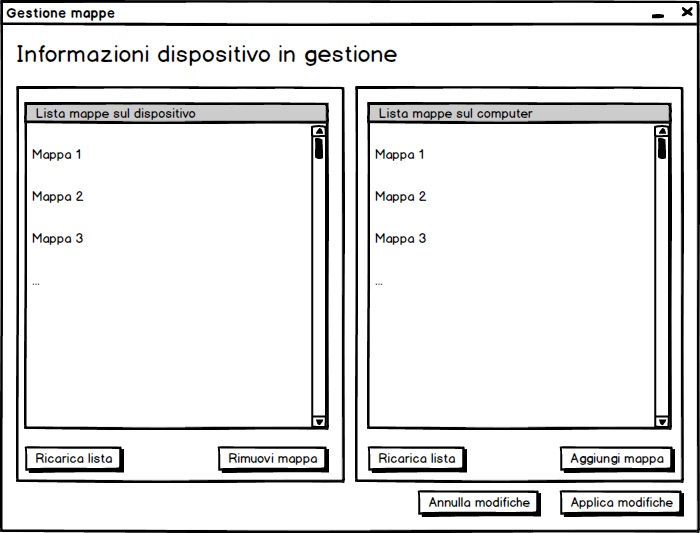 Gestione mappe
Informazioni dispositivo in gestione
Lista mappe sul dispositivo
Mappa 1
Mappa 2
Mappa 3
...
Ricarica lista
Rimuovi mappa
Lista mappe sul computer
Mappa 1
Mappa 2
Mappa 3
...
Ricarica lista
Aggiungi mappa
Annulla modifiche
Applica modifiche